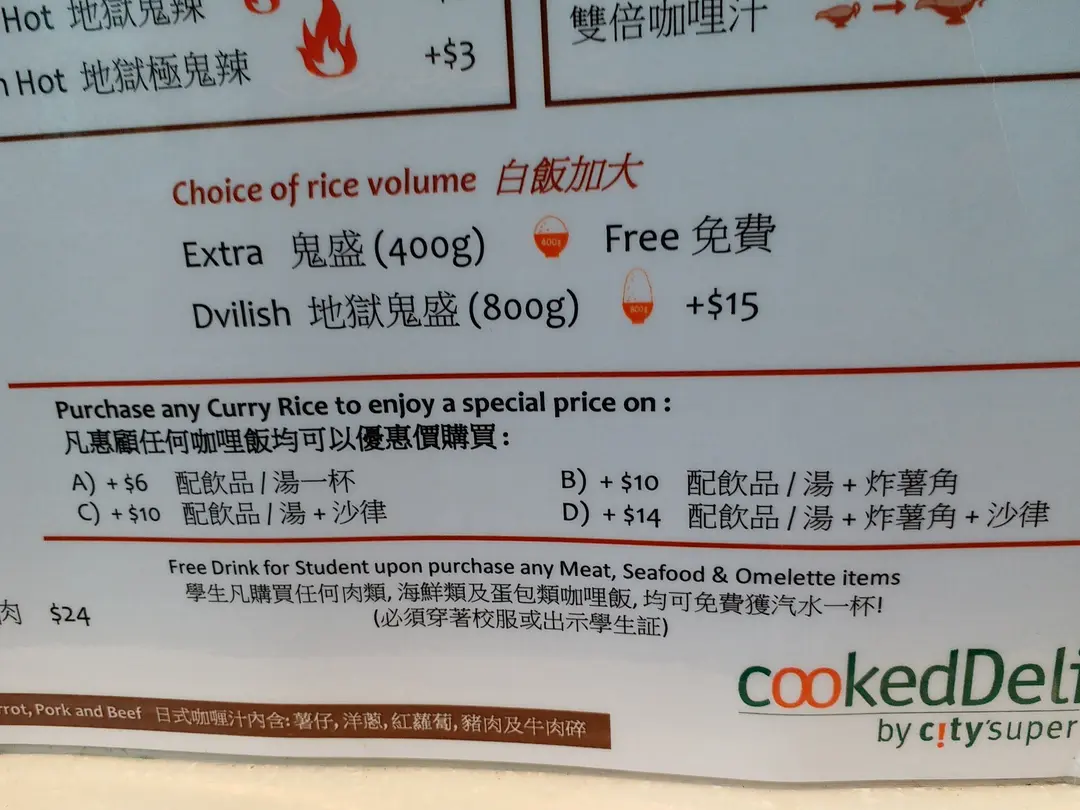 Hot 地獄鬼辣
Hot 地獄極鬼辣 +$3
雙倍咖哩汁
Choice of rice volume 白飯加大
Extra 鬼盛 (400g) 400g Free 免費
Dvilish 地獄鬼盛 (800g) 800g +$15
Purchase any Curry Rice to enjoy a special price on :
凡惠顧任何咖哩飯均可以優惠價購買 :
A) + $6 配飲品 / 湯一杯
B) + $10 配飲品 / 湯 + 炸薯角
C) + $10 配飲品 / 湯 + 沙律
D) + $14 配飲品 / 湯 + 炸薯角 + 沙律
Free Drink for Student upon purchase any Meat, Seafood & Omelette items
學生凡購買任何肉類, 海鮮類及蛋包類咖哩飯, 均可免費獲汽水一杯!
(必須穿著校服或出示學生証)
肉 $24
Pork and Beef 日式咖喱汁內含: 薯仔, 洋蔥, 紅蘿蔔, 豬肉及牛肉碎
cookedDeli
by c!ty'super